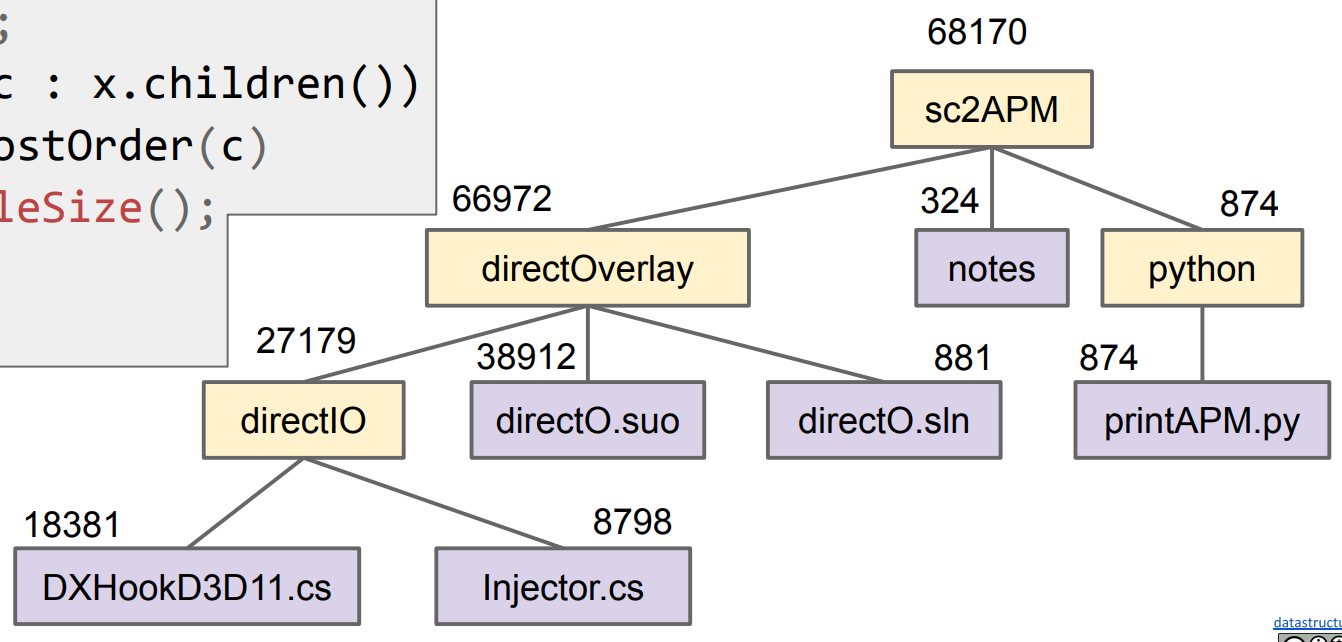 ;
c : x.children())
ostOrder(c)
leSize();
68170
sc2APM
66972
324
874
directOverlay
notes
python
27179
38912
881
874
directIO
directO.suo
directO.sln
printAPM.py
18381
8798
DXHookD3D11.cs
Injector.cs
datastructu